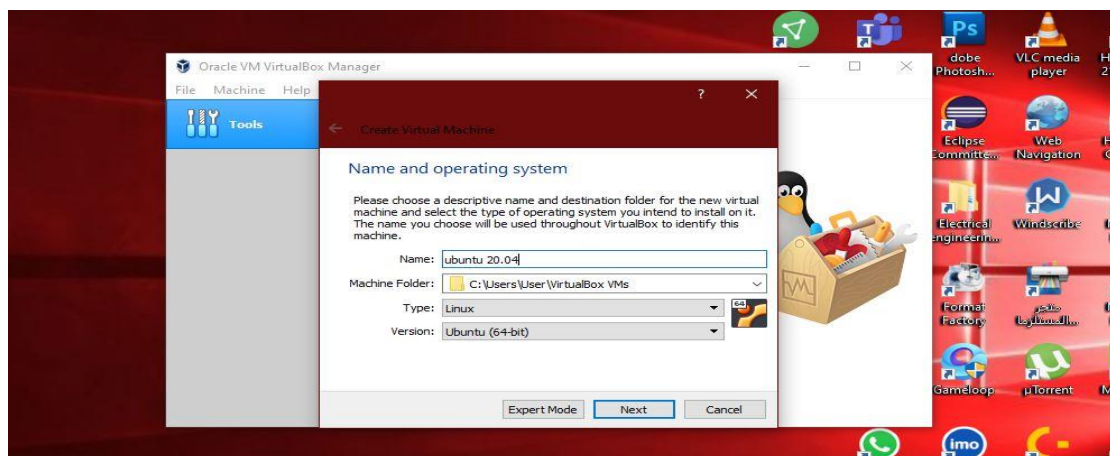 Oracle VM VirtualBox Manager
File Machine Help
Tools
Create Virtual Machine
Name and operating system
Please choose a descriptive name and destination folder for the new virtual
machine and select the type of operating system you intend to install on it.
The name you choose will be used throughout VirtualBox to identify this
machine.
Name: ubuntu 20.04
Machine Folder: C:\Users\User\VirtualBox VMs
Type: Linux
64
Version: Ubuntu (64-bit)
Expert Mode Next Cancel
Ps
dobe
Photosh...
VLC media
player
Eclipse
Committe...
Web
Navigation
Electrical
engineerin...
Windscribe
Format
Factory
متجر
المستلزما...
Gameloop
µTorrent
imo